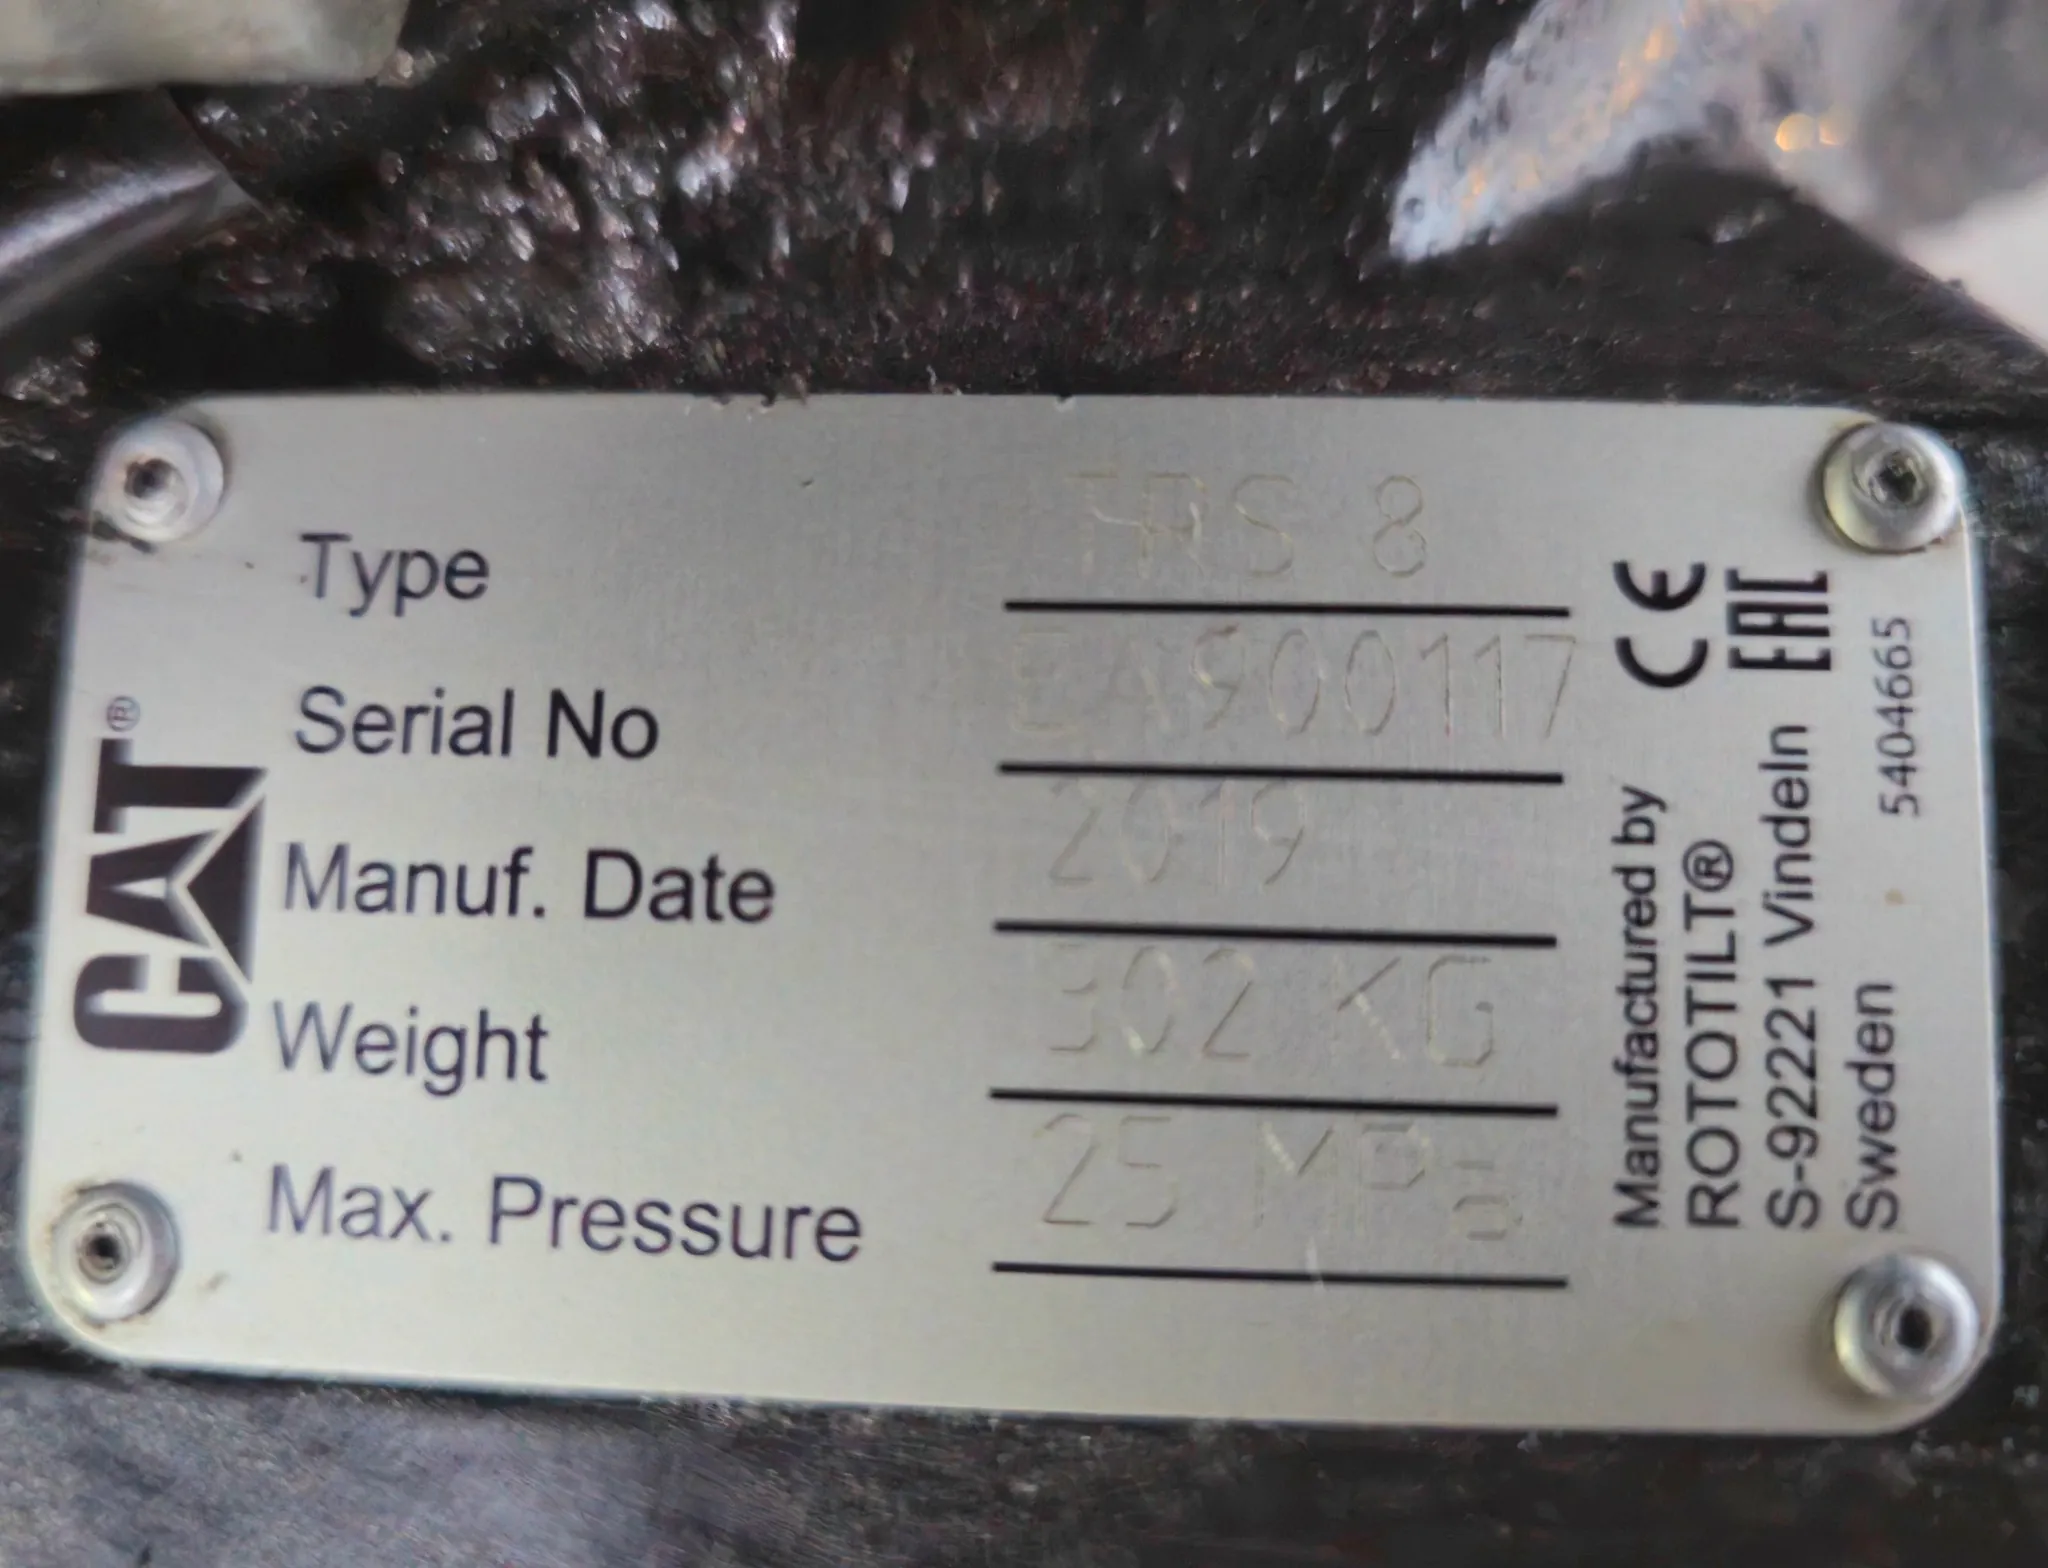 CAT®
Type TRS 8
Serial No EA900117
Manuf. Date 2019
Weight 302 KG
Max. Pressure 25 MPa
CE EAC
Manufactured by
ROTOTILT®
S-92221 Vindeln
Sweden 5404665